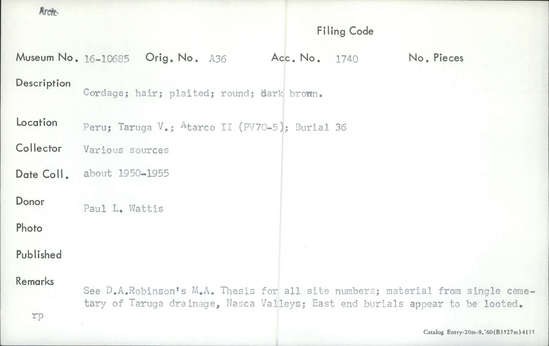 Arch.
Filing Code
Museum No. 16-10685 Orig. No. A36 Acc. No. 1740 No. Pieces
Description Cordage; hair; plaited; round; dark brown.
Location Peru; Taruga V.; Atarco II (PV70-5); Burial 36
Collector Various sources
Date Coll. about 1950-1955
Donor Paul L. Wattis
Photo
Published
Remarks See D.A.Robinson's M.A. Thesis for all site numbers; material from single ceme-
tary of Taruga drainage, Nasca Valleys; East end burials appear to be looted.
rp
Catalog Entry-20m-8,'60(B1927s)4111